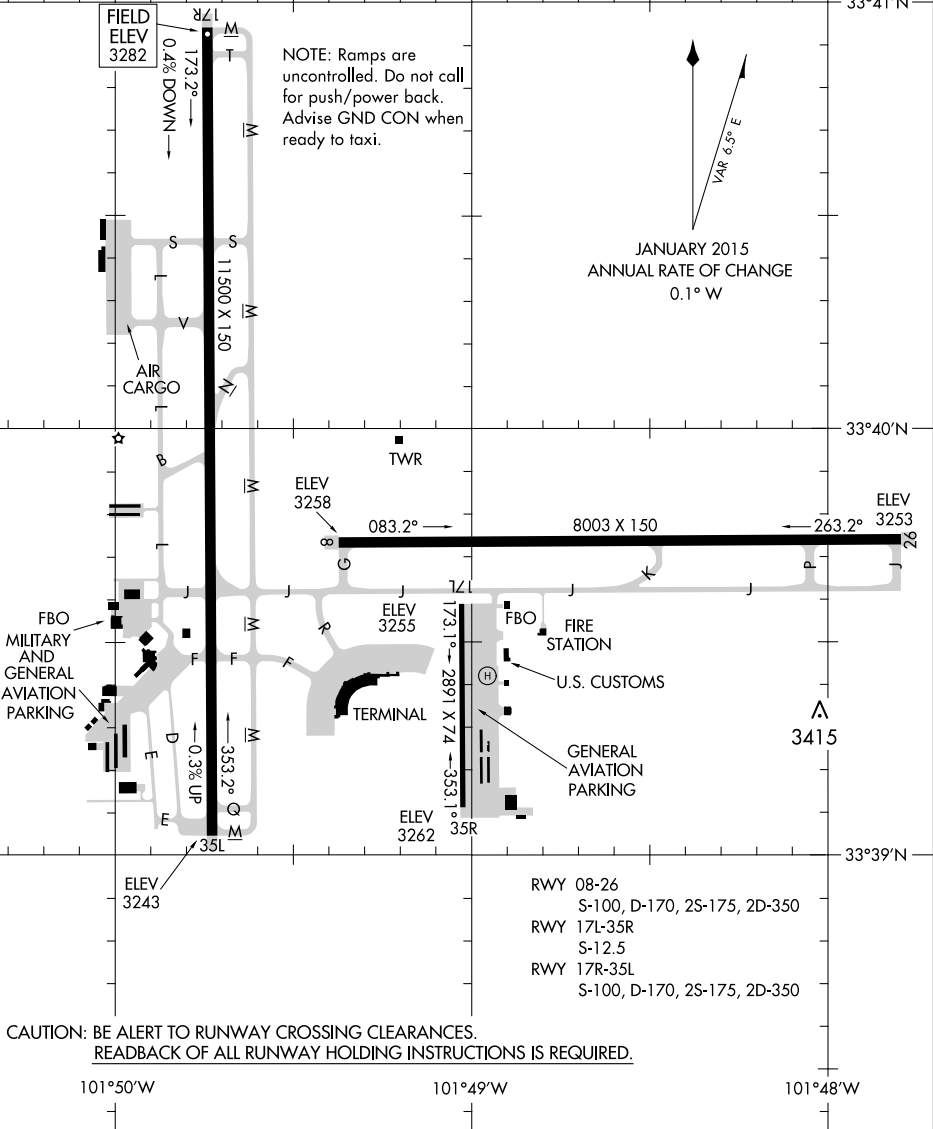 33°41'N
FIELD
ELEV
3282
17R
M
T
173.2°
0.4% DOWN
NOTE: Ramps are
uncontrolled. Do not call
for push/power back.
Advise GND CON when
ready to taxi.
M
VAR 6.5° E
JANUARY 2015
ANNUAL RATE OF CHANGE
0.1° W
S
S
L
11500 X 150
M
V
AIR
CARGO
N
L
33°40'N
B
TWR
M
ELEV
3258
ELEV
3253
083.2°
8003 X 150
263.2°
8
26
L
G
K
P
J
J
J
17L
J
J
FBO
MILITARY
AND
GENERAL
AVIATION
PARKING
M
R
ELEV
3255
173.1°
FBO
FIRE
STATION
F
F
F
H
U.S. CUSTOMS
2891 X 74
TERMINAL
3415
D
E
0.3% UP
353.2°
M
353.1°
GENERAL
AVIATION
PARKING
E
Q
M
35L
ELEV
3262
35R
33°39'N
ELEV
3243
RWY 08-26
S-100, D-170, 2S-175, 2D-350
RWY 17L-35R
S-12.5
RWY 17R-35L
S-100, D-170, 2S-175, 2D-350
CAUTION: BE ALERT TO RUNWAY CROSSING CLEARANCES.
READBACK OF ALL RUNWAY HOLDING INSTRUCTIONS IS REQUIRED.
101°50'W
101°49'W
101°48'W